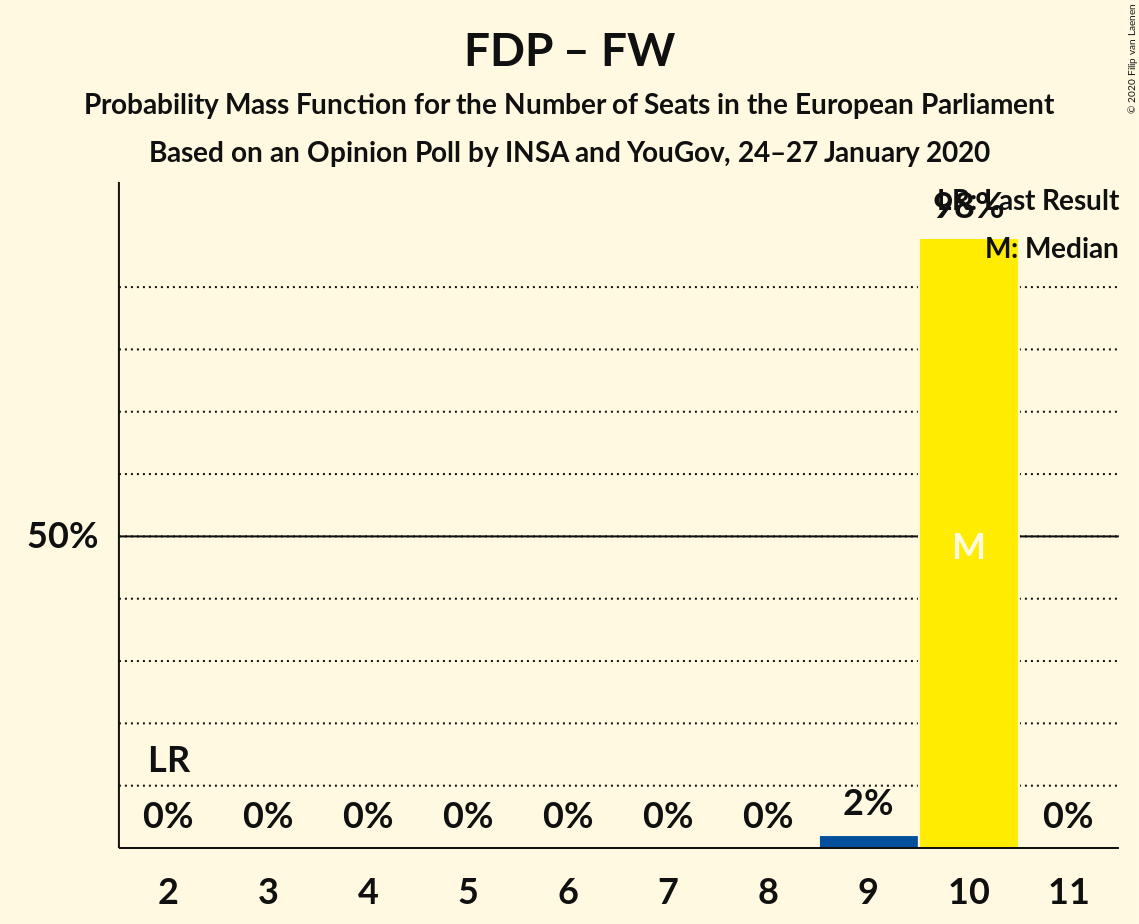 FDP – FW
Probability Mass Function for the Number of Seats in the European Parliament
Based on an Opinion Poll by INSA and YouGov, 24–27 January 2020
© 2020 Filip van Laenen
98%
LR: Last Result
M: Median
50%
M
LR
0% 0% 0% 0% 0% 0% 0% 2% 0%
2 3 4 5 6 7 8 9 10 11